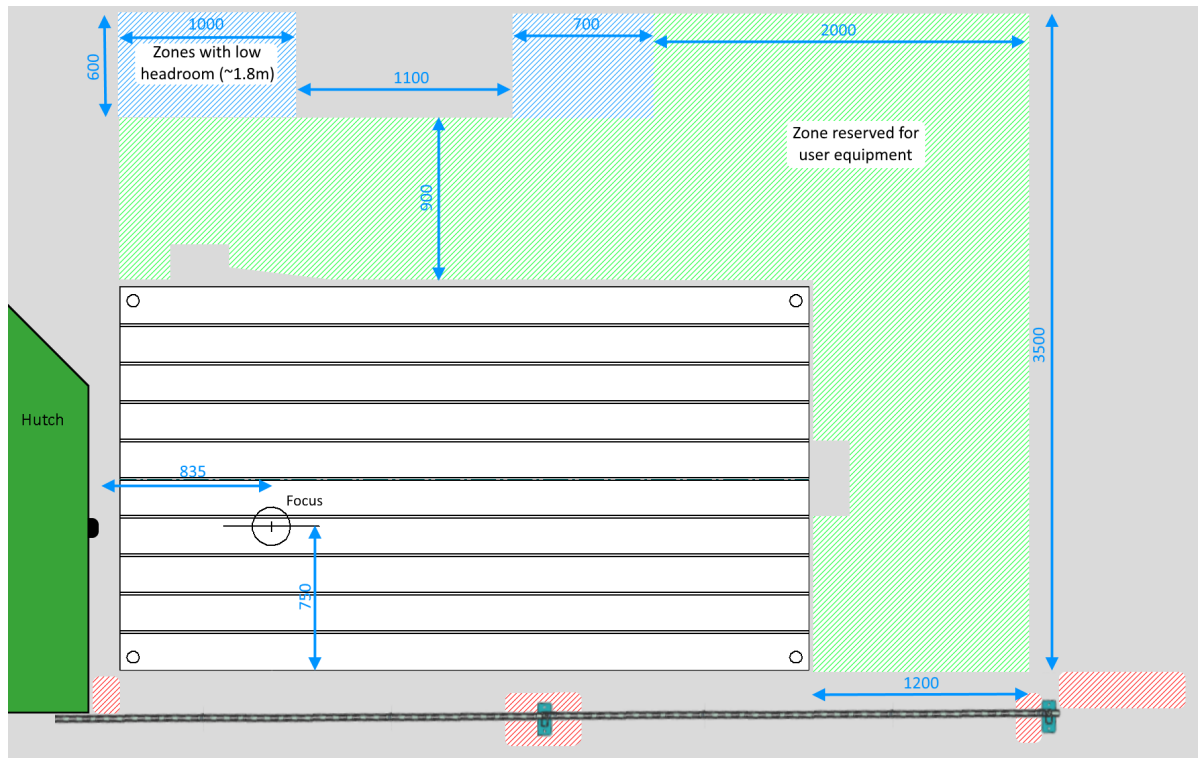 1000
700
2000
600
Zones with low
headroom (~1.8m)
1100
Zone reserved for
user equipment
900
3500
Hutch
835
Focus
750
1200